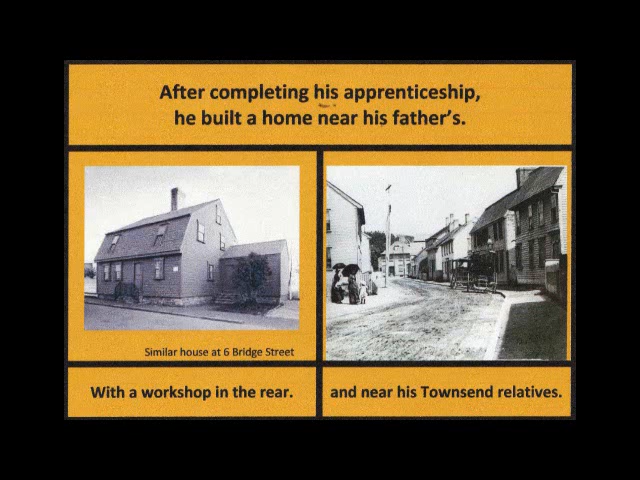 After completing his apprenticeship,
he built a home near his father's.
Similar house at 6 Bridge Street
With a workshop in the rear.
and near his Townsend relatives.